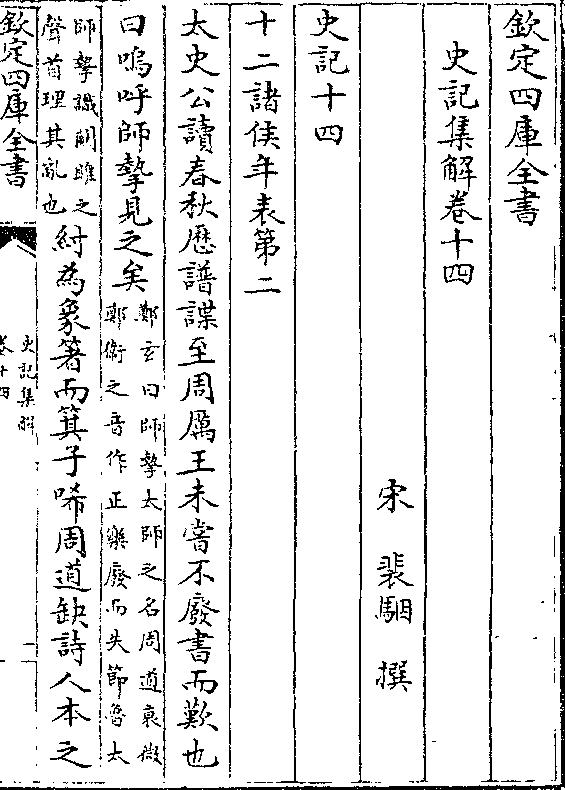 欽定四庫全書
史記集解卷十四
宋　裴駰　撰
史記十四
十二諸侯年表第二
太史公讀春秋厯譜諜至周厲王未嘗不廢書而歎也
曰嗚呼師摯見之矣
鄭玄曰師摯太師之名周道衰微
鄭衛之音作正樂廢而失節魯太
師摯識關雎之
聲首理其亂也
紂為象箸而箕子唏周道缺詩人本之
欽定四庫全書
史記集解
卷十四
一